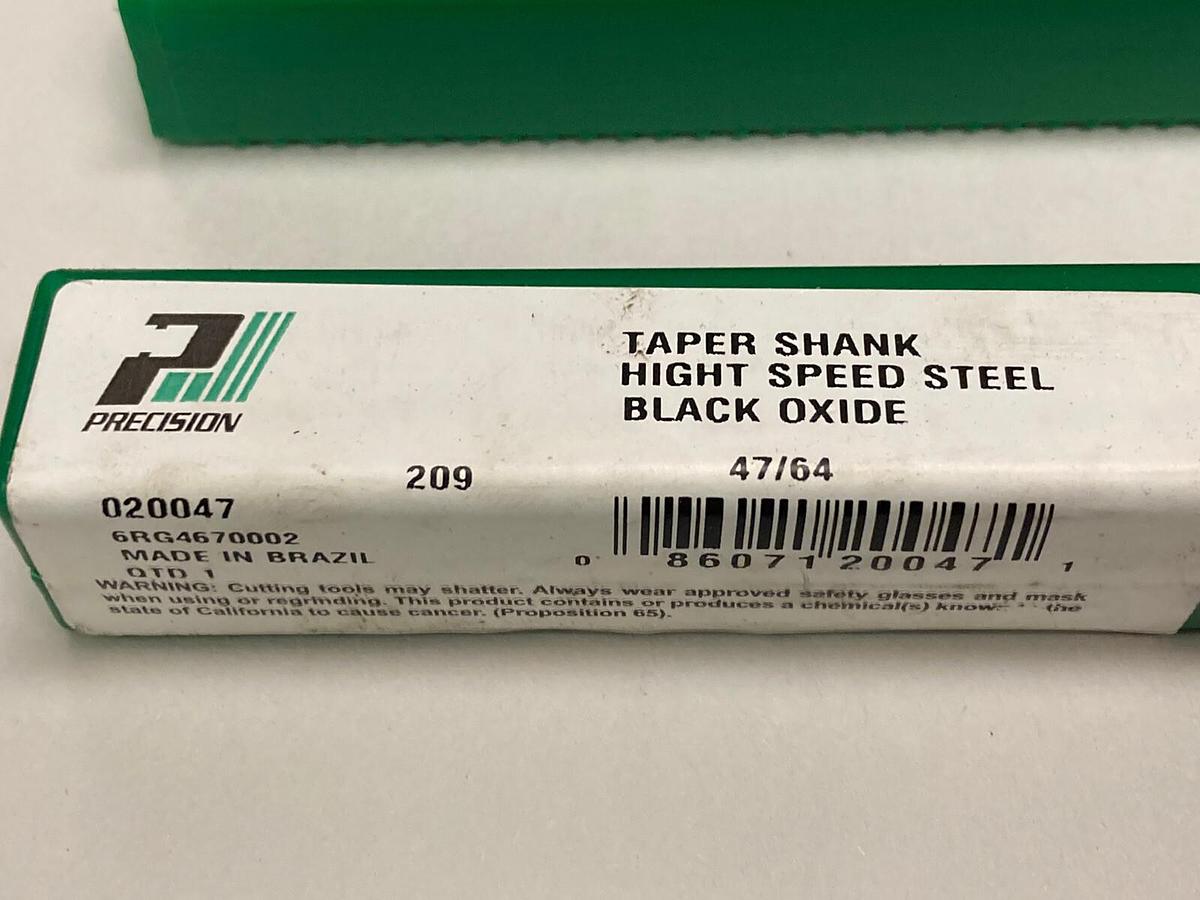 PRECISION
TAPER SHANK
HIGHT SPEED STEEL
BLACK OXIDE
209
47/64
020047
6RG4670002
MADE IN BRAZIL
QTD 1
0 86071 20047 1
WARNING: Cutting tools may shatter. Always wear approved safety glasses and mask
when using or regrinding. This product contains or produces a chemical(s) the
state of California to cause cancer. (Proposition 65).